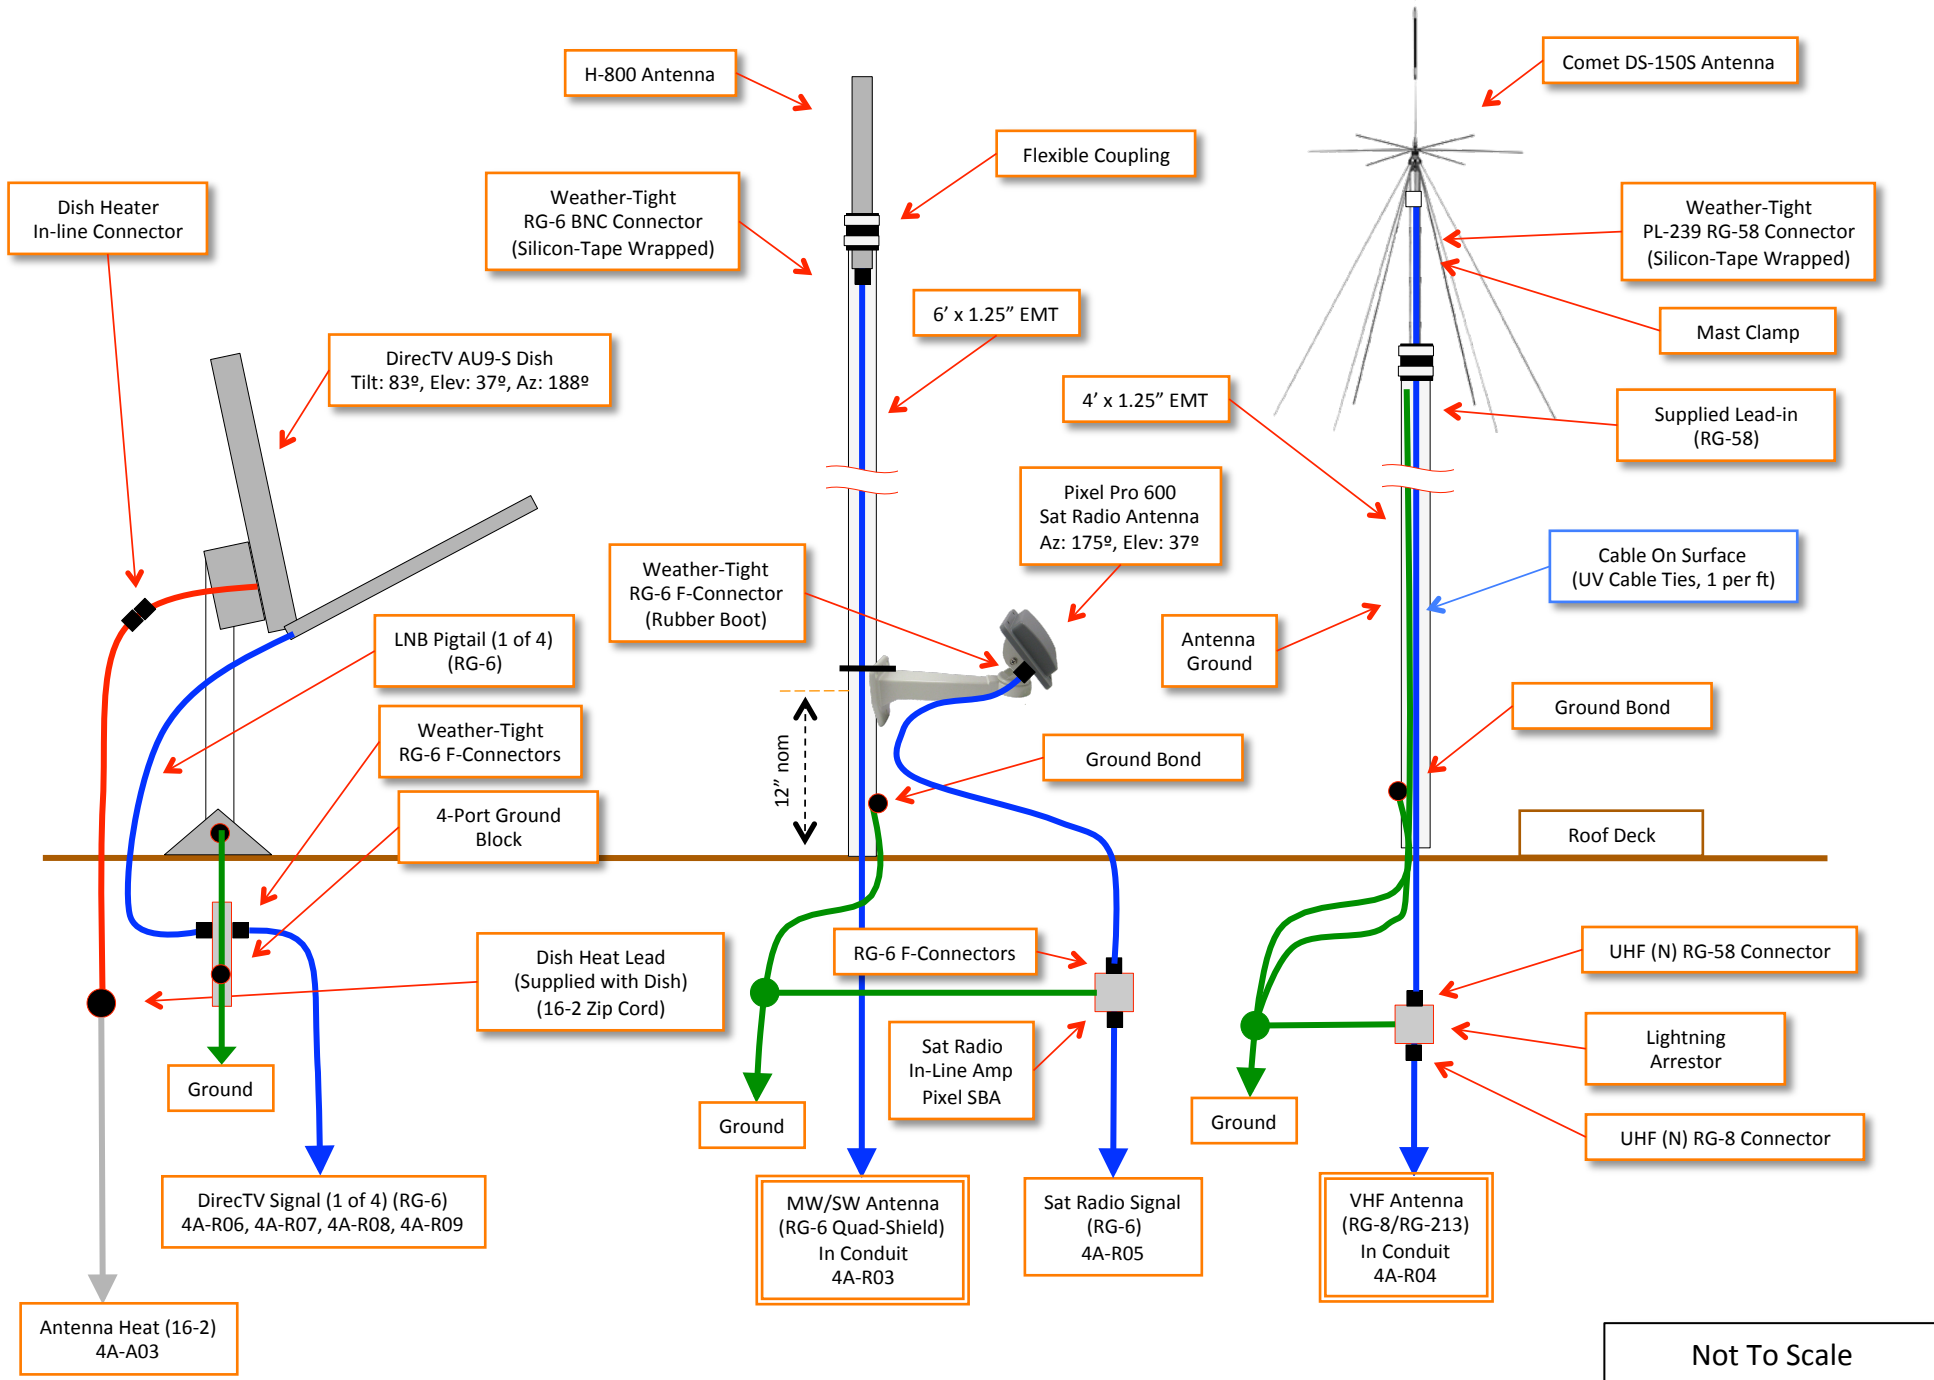 H-800 Antenna
Comet DS-150S Antenna
Flexible Coupling
Dish Heater
In-line Connector
Weather-Tight
RG-6 BNC Connector
(Silicon-Tape Wrapped)
Weather-Tight
PL-239 RG-58 Connector
(Silicon-Tape Wrapped)
6’ x 1.25” EMT
Mast Clamp
DirecTV AU9-S Dish
Tilt: 83º, Elev: 37º, Az: 188º
4’ x 1.25” EMT
Supplied Lead-in
(RG-58)
Pixel Pro 600
Sat Radio Antenna
Az: 175º, Elev: 37º
Cable On Surface
(UV Cable Ties, 1 per ft)
Weather-Tight
RG-6 F-Connector
(Rubber Boot)
LNB Pigtail (1 of 4)
(RG-6)
Antenna
Ground
Ground Bond
Weather-Tight
RG-6 F-Connectors
12” nom
Ground Bond
4-Port Ground
Block
Roof Deck
Dish Heat Lead
(Supplied with Dish)
(16-2 Zip Cord)
RG-6 F-Connectors
UHF (N) RG-58 Connector
Sat Radio
In-Line Amp
Pixel SBA
Lightning
Arrestor
Ground
Ground
Ground
UHF (N) RG-8 Connector
DirecTV Signal (1 of 4) (RG-6)
4A-R06, 4A-R07, 4A-R08, 4A-R09
MW/SW Antenna
(RG-6 Quad-Shield)
In Conduit
4A-R03
Sat Radio Signal
(RG-6)
4A-R05
VHF Antenna
(RG-8/RG-213)
In Conduit
4A-R04
Antenna Heat (16-2)
4A-A03
Not To Scale